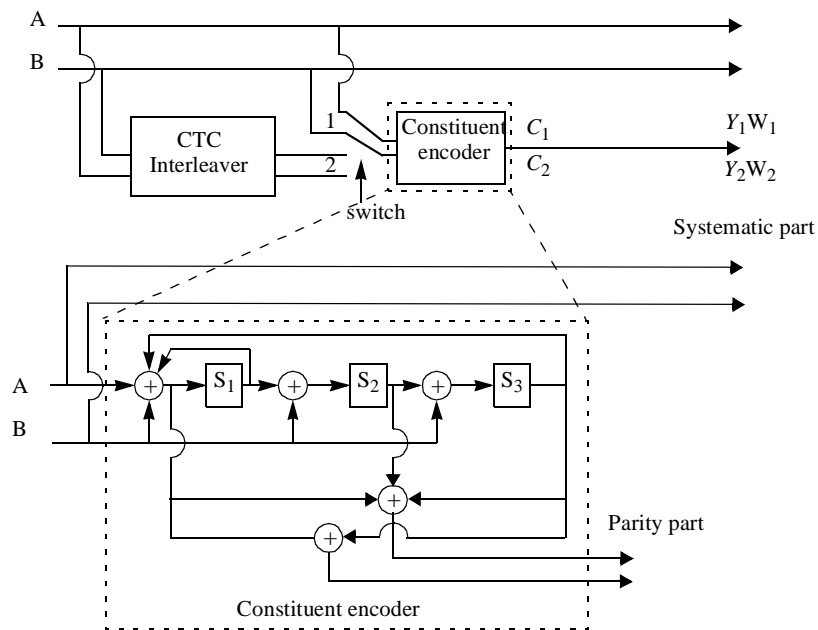 A
B
CTC
Interleaver
1
2
switch
Constituent
encoder
C1
C2
Y1W1
Y2W2
Systematic part
A
B
+
S1
+
S2
+
S3
+
+
Parity part
Constituent encoder